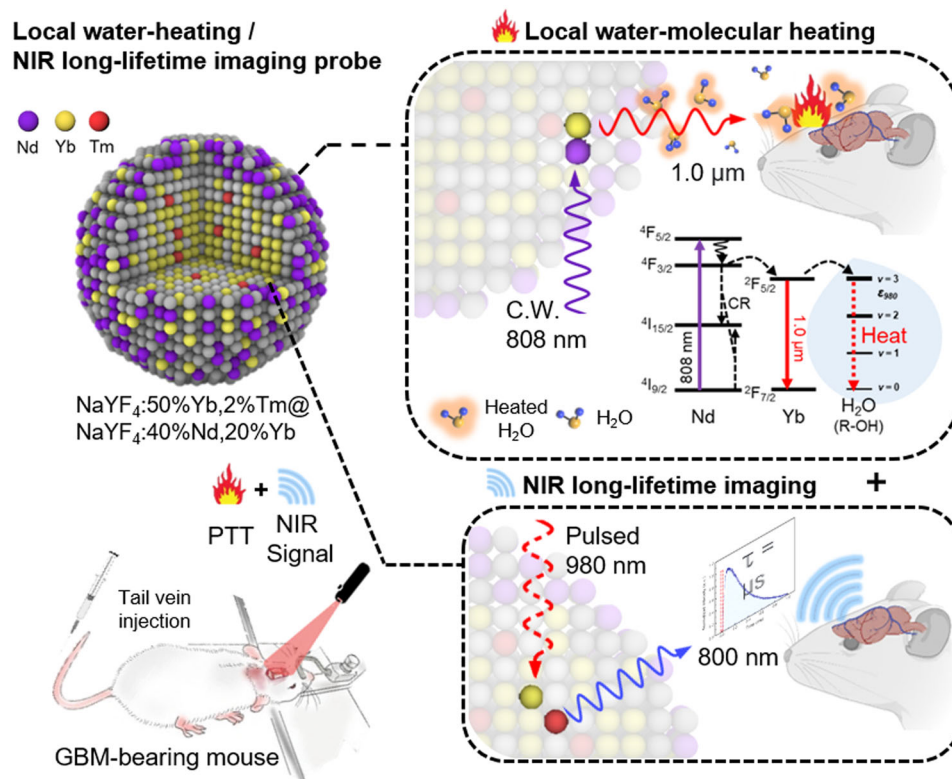 Local water-heating /
NIR long-lifetime imaging probe
Nd Yb Tm
NaYF₄:50%Yb,2%Tm@
NaYF₄:40%Nd,20%Yb
PTT + NIR
Signal
Tail vein
injection
GBM-bearing mouse
Local water-molecular heating
1.0 µm
C.W.
808 nm
⁴F₅/₂
⁴F₃/₂
⁴I₁₅/₂
⁴I₉/₂
808 nm
CR
Nd
²F₅/₂
²F₇/₂
1.0 µm
Yb
v = 3
ε₉₈₀
v = 2
Heat
v = 1
v = 0
H₂O
(R-OH)
Heated
H₂O
H₂O
NIR long-lifetime imaging +
Pulsed
980 nm
τ =
µs
800 nm